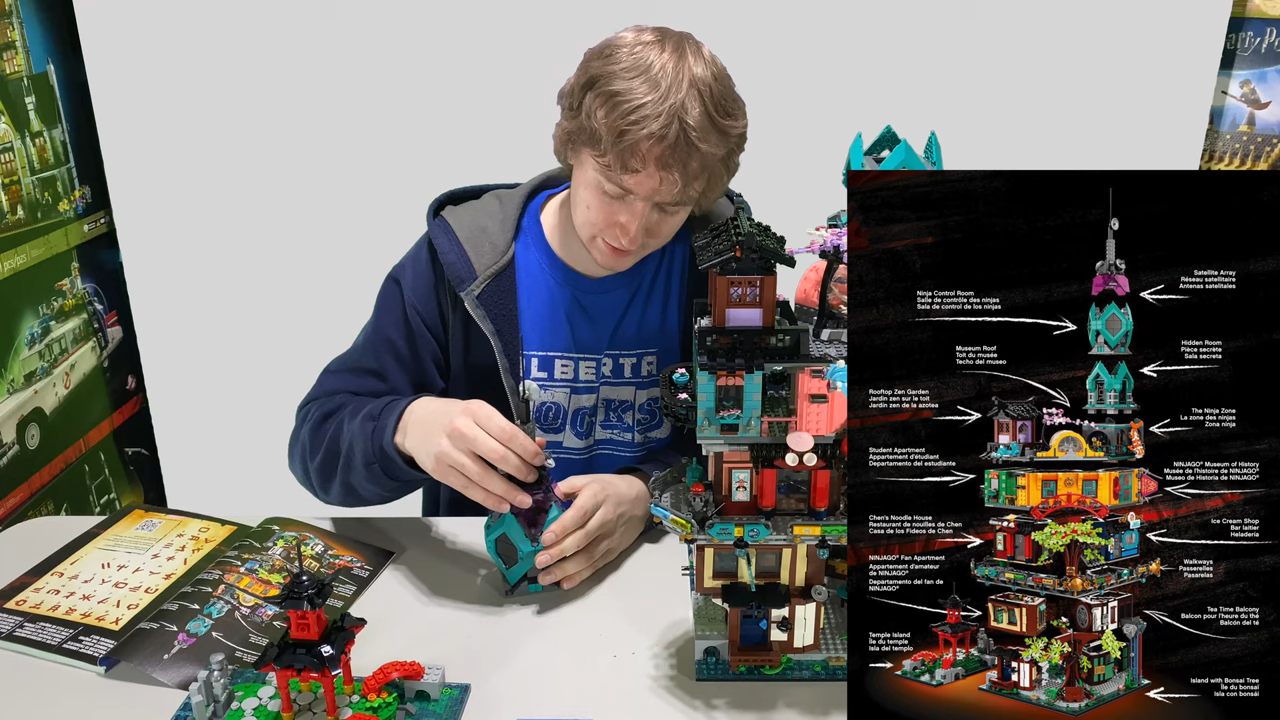 pcs/pzs
LBERTA
OCKS
Satellite Array
Réseau satellitaire
Antenas satelitales
Ninja Control Room
Salle de contrôle des ninjas
Sala de control de los ninjas
Hidden Room
Pièce secrète
Sala secreta
Museum Roof
Toit du musée
Techo del museo
Rooftop Zen Garden
Jardin zen sur le toit
Jardín zen de la azotea
The Ninja Zone
La zone des ninjas
Zona ninja
Student Apartment
Appartement d'étudiant
Departamento del estudiante
NINJAGO® Museum of History
Musée de l'histoire de NINJAGO®
Museo de Historia de NINJAGO®
Chen's Noodle House
Restaurant de nouilles de Chen
Casa de los Fideos de Chen
Ice Cream Shop
Bar laitier
Heladería
NINJAGO® Fan Apartment
Appartement d'amateur
de NINJAGO®
Departamento del fan de
NINJAGO®
Walkways
Passerelles
Pasarelas
Tea Time Balcony
Balcon pour l'heure du thé
Balcón del té
Temple Island
Île du temple
Isla del templo
Island with Bonsai Tree
Île du bonsaï
Isla con bonsái